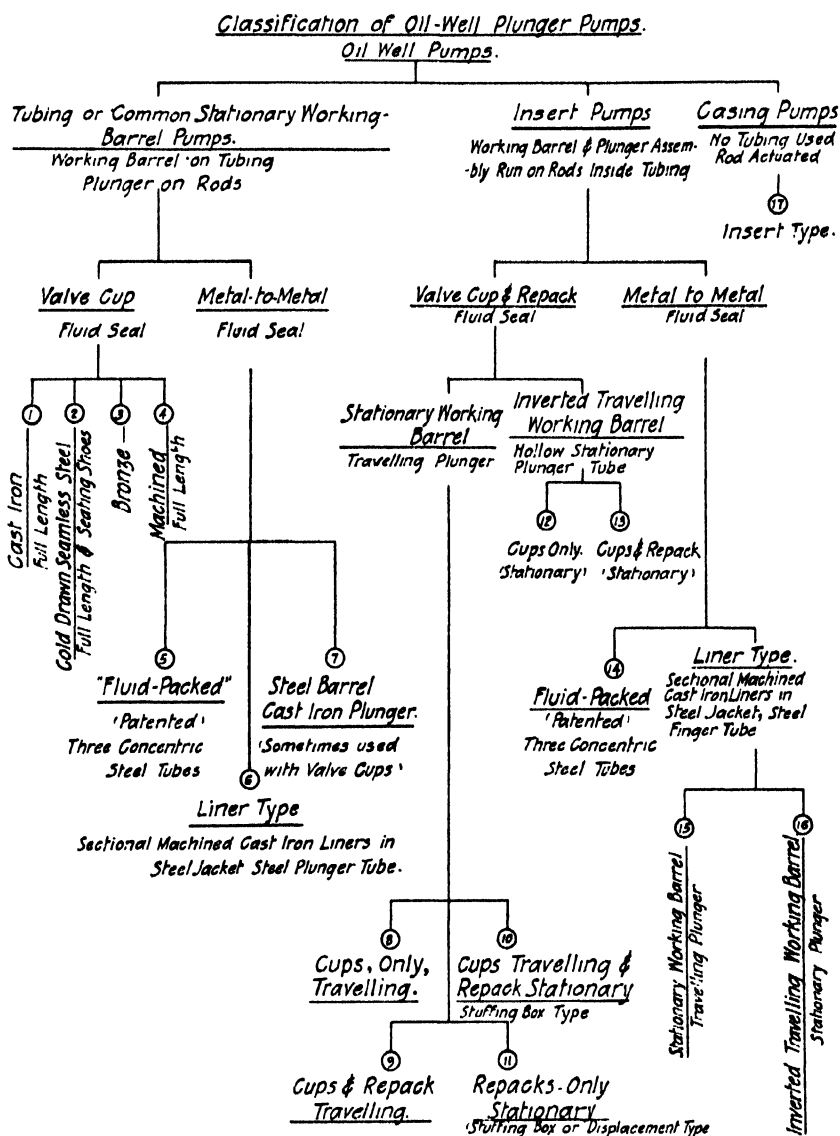 Classification of Oil-Well Plunger Pumps.
Oil Well Pumps.
Tubing or Common Stationary Working-
Barrel Pumps.
Working Barrel on Tubing
Plunger on Rods
Insert Pumps
Working Barrel & Plunger Assem-
-bly Run on Rods Inside Tubing
Casing Pumps
No Tubing Used
Rod Actuated
17
Insert Type.
Valve Cup
Fluid Seal
Metal-to-Metal
Fluid Seal
Valve Cup & Repack
Fluid Seal
Metal to Metal
Fluid Seal
1
Cast Iron
Full Length
2
Cold Drawn Seamless Steel
Full Length & Seating Shoes
3
Bronze
4
Machined
Full Length
Stationary Working
Barrel
Travelling Plunger
Inverted Travelling
Working Barrel
Hollow Stationary
Plunger Tube
12
Cups Only.
'Stationary'
13
Cups & Repack
'Stationary'
5
"Fluid-Packed"
'Patented'
Three Concentric
Steel Tubes
7
Steel Barrel
Cast Iron Plunger.
'Sometimes used
with Valve Cups'
6
Liner Type
Sectional Machined Cast Iron Liners in
Steel Jacket Steel Plunger Tube.
14
Fluid-Packed
'Patented'
Three Concentric
Steel Tubes
Liner Type.
Sectional Machined
Cast Iron Liners in
Steel Jacket, Steel
Finger Tube
15
Stationary Working Barrel
Travelling Plunger
16
Inverted Travelling Working Barrel
Stationary Plunger
8
Cups, Only,
Travelling.
10
Cups Travelling &
Repack Stationary
Stuffing Box Type
9
Cups & Repack
Travelling.
11
Repacks-Only
Stationary
'Stuffing Box or Displacement Type